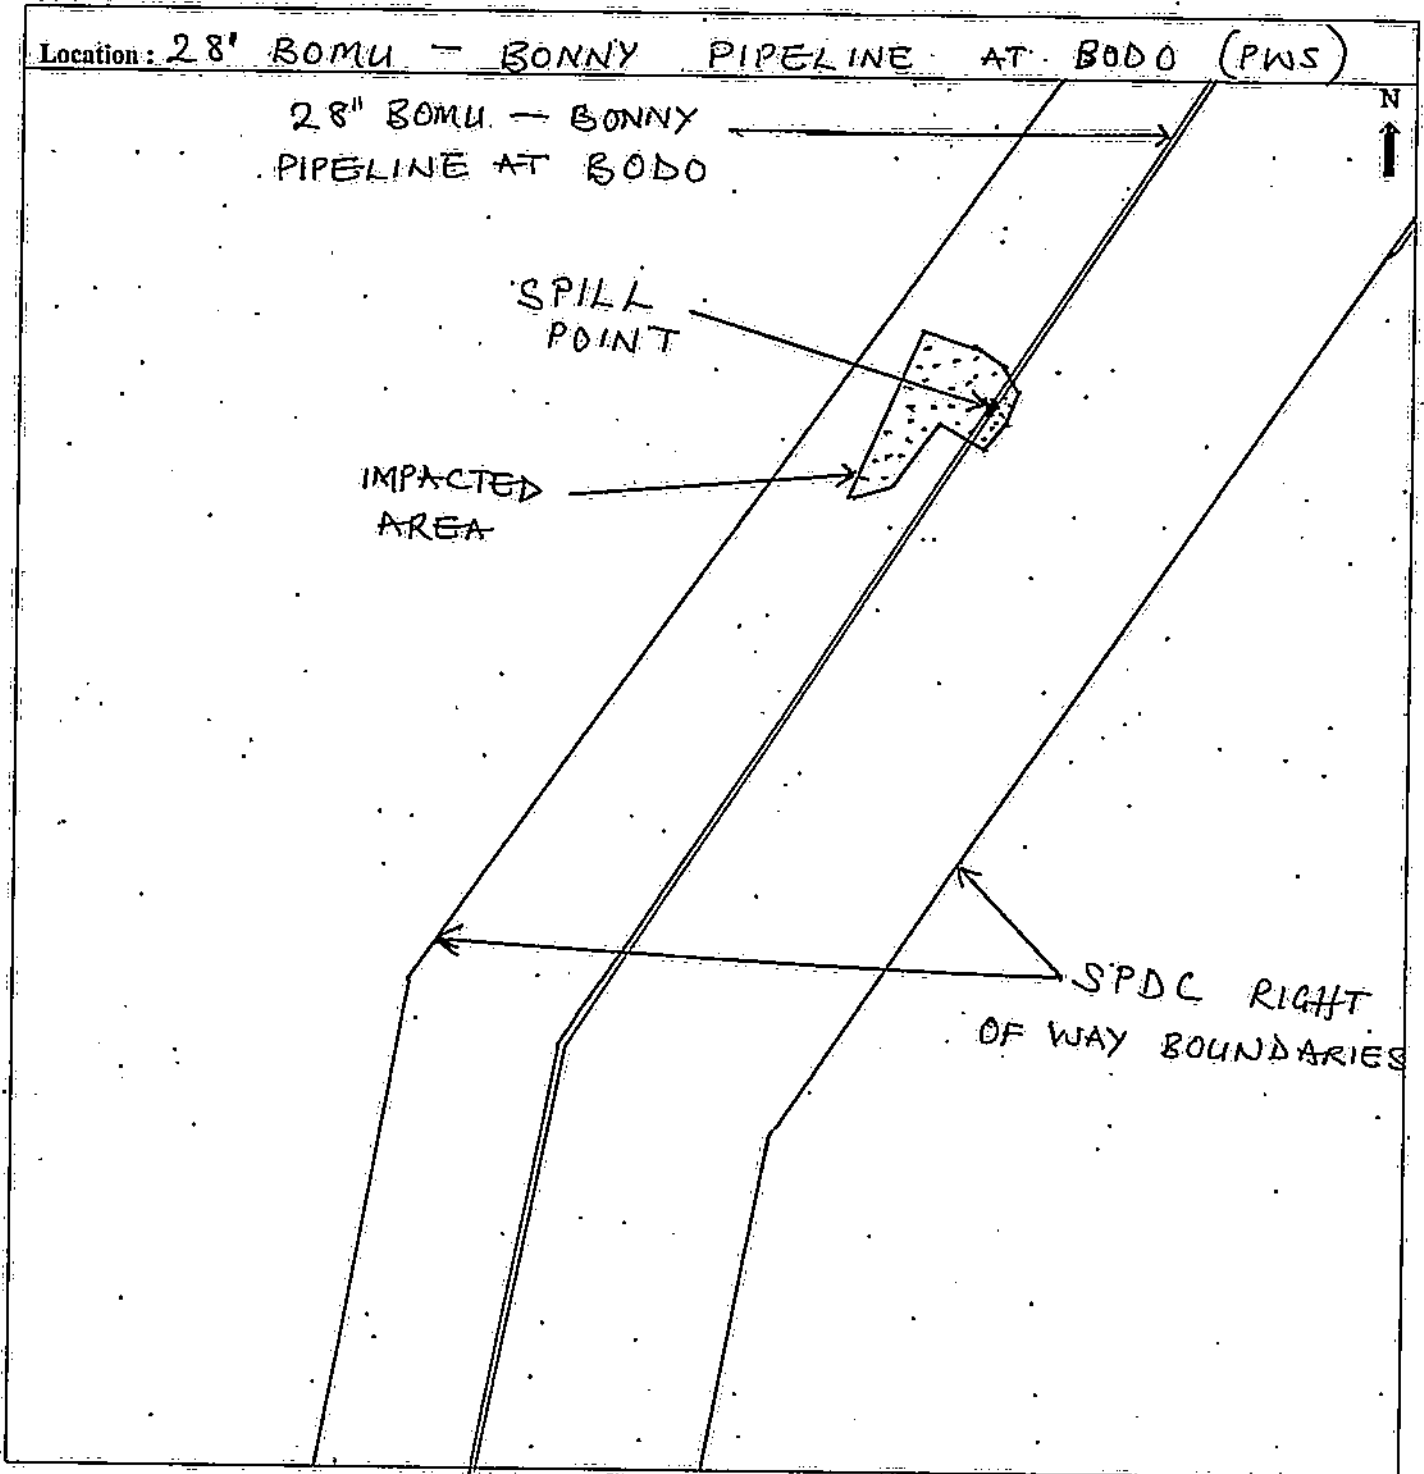 Location: 28" BOMU - BONNY PIPELINE AT BODO (PWS)
28" BOMU - BONNY
PIPELINE AT BODO
N
SPILL
POINT
IMPACTED
AREA
SPDC RIGHT
OF WAY BOUNDARIES